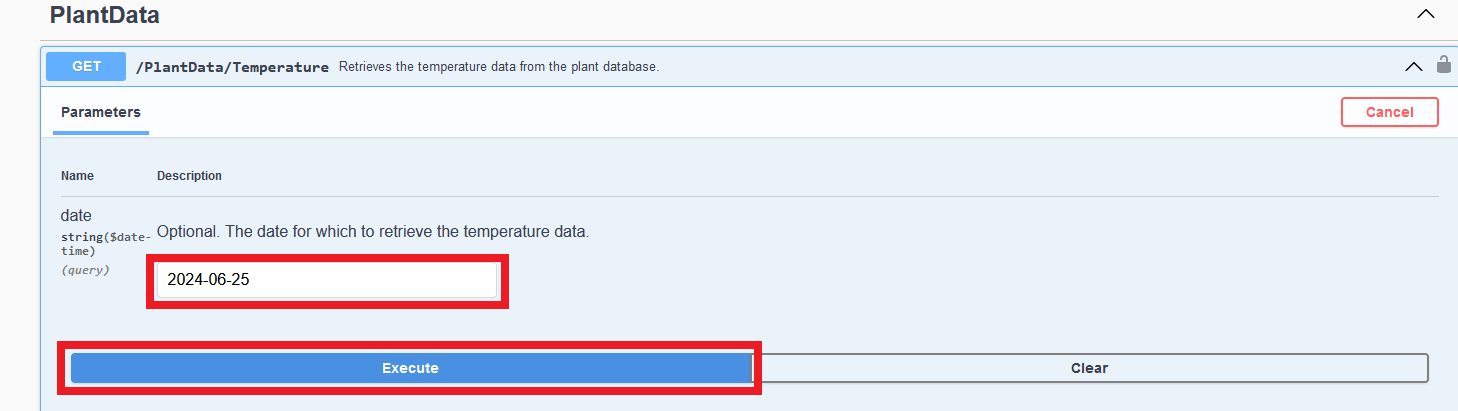 PlantData
GET /PlantData/Temperature Retrieves the temperature data from the plant database.
Parameters Cancel
Name Description
date
string($date-
time)
(query)
Optional. The date for which to retrieve the temperature data.
2024-06-25
Execute Clear